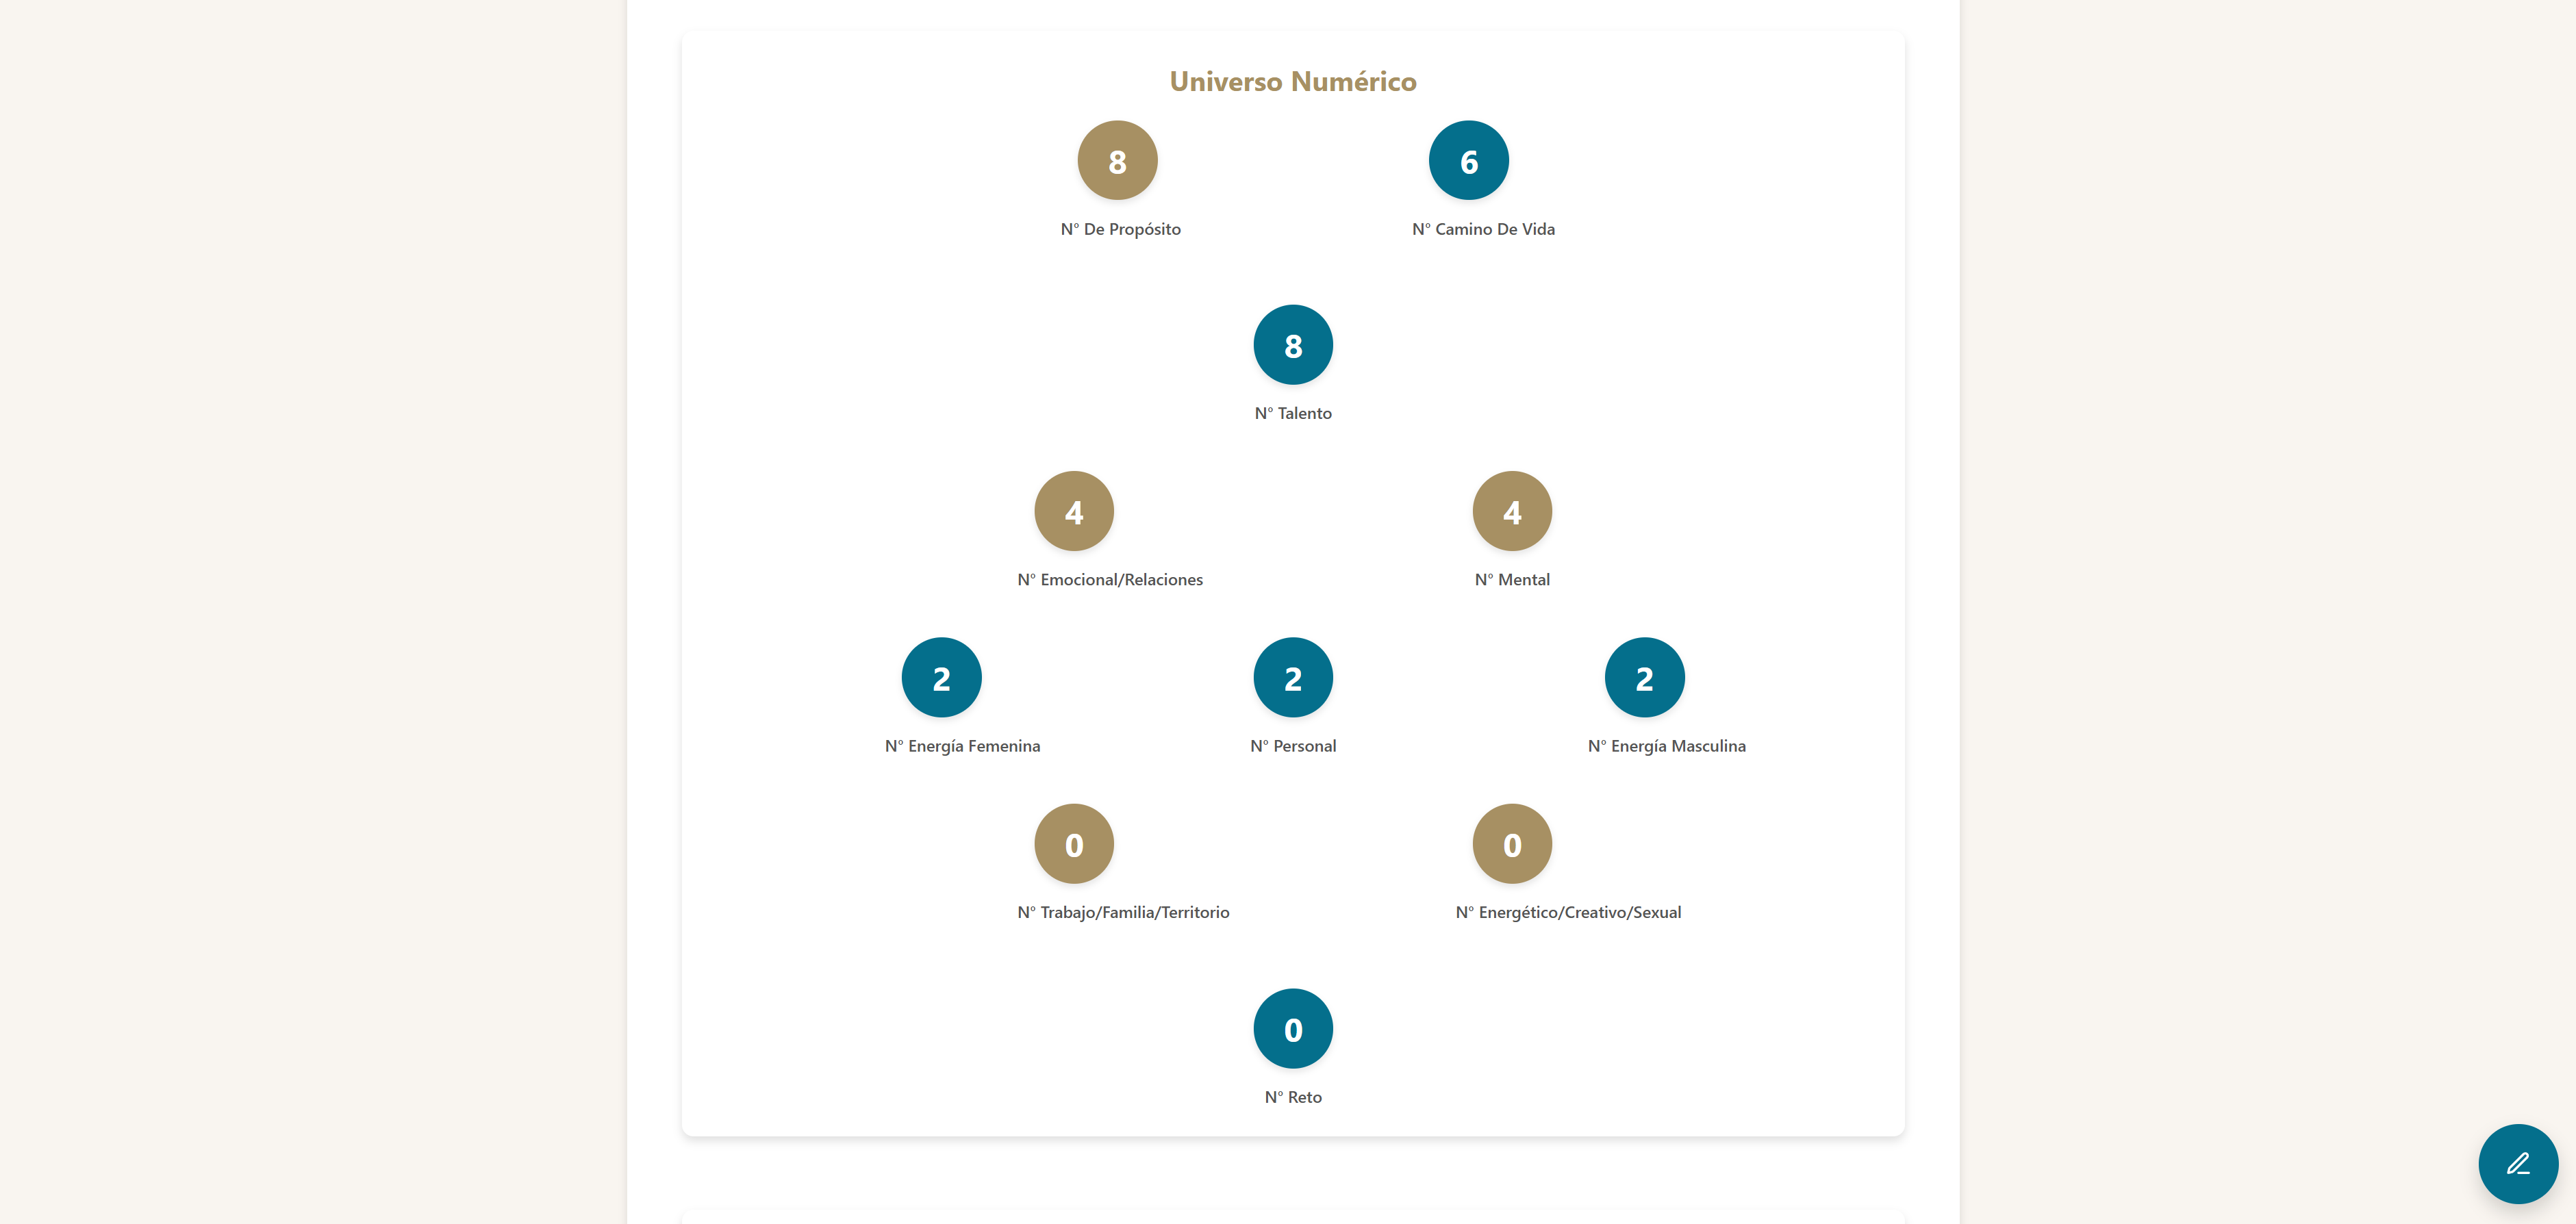 Universo Numérico
8
6
N° De Propósito
N° Camino De Vida
8
N° Talento
4
4
N° Emocional/Relaciones
N° Mental
2
2
2
N° Energía Femenina
N° Personal
N° Energía Masculina
0
0
N° Trabajo/Familia/Territorio
N° Energético/Creativo/Sexual
0
N° Reto